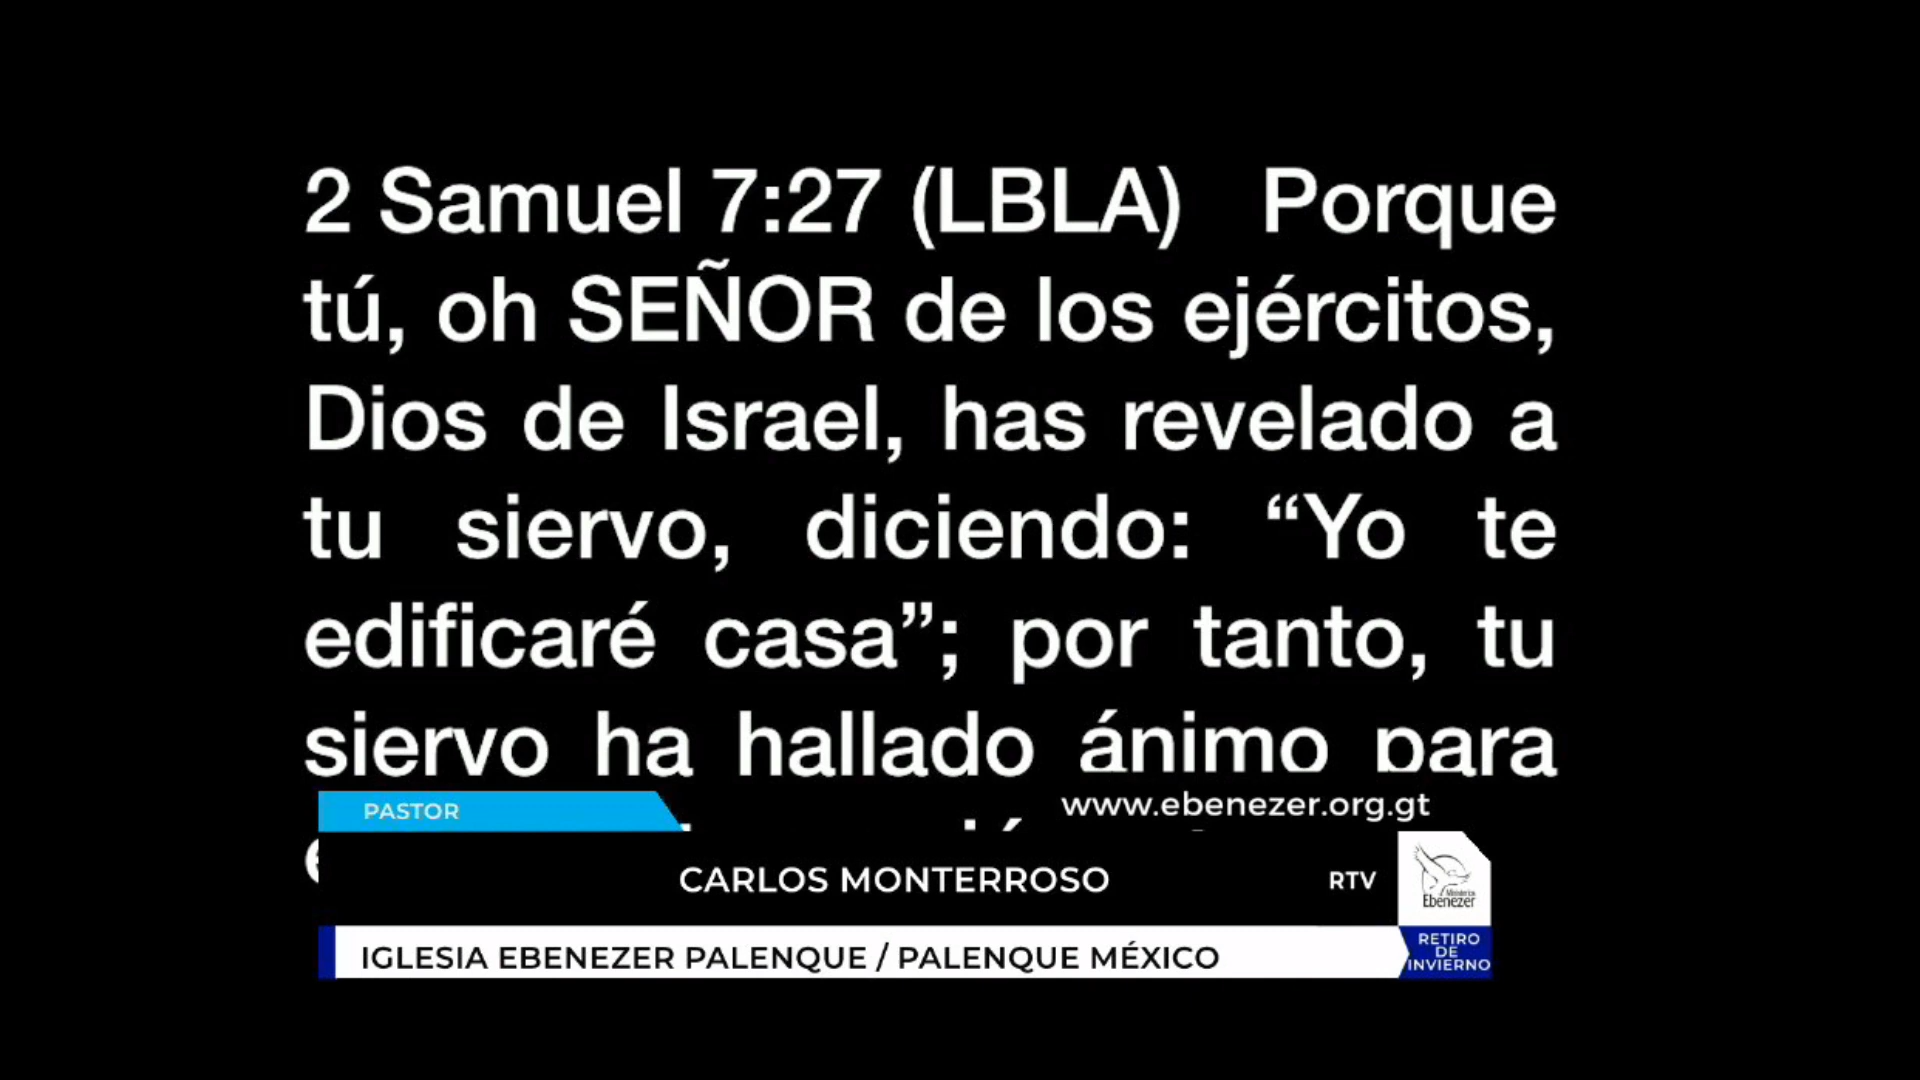 2 Samuel 7:27 (LBLA) Porque
tú, oh SEÑOR de los ejércitos,
Dios de Israel, has revelado a
tu siervo, diciendo: “Yo te
edificaré casa”; por tanto, tu
siervo ha hallado ánimo para
PASTOR
www.ebenezer.org.gt
CARLOS MONTERROSO
RTV
Ministerios
Ebenezer
IGLESIA EBENEZER PALENQUE / PALENQUE MÉXICO
RETIRO
DE
INVIERNO